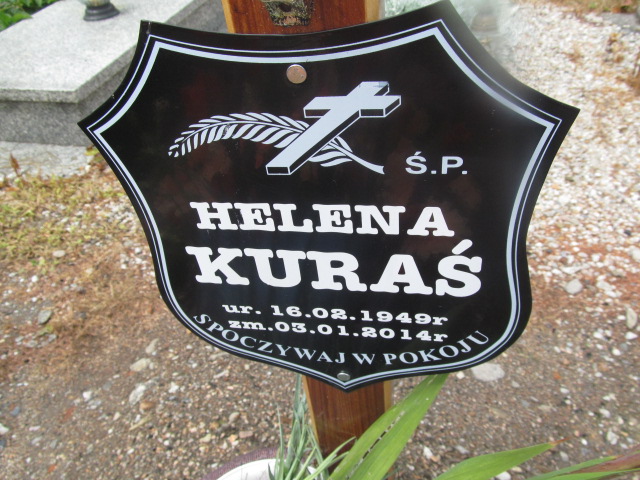 Ś.P.
HELENA
KURAŚ
ur. 16.02.1949r
zm.03.01.2014r
SPOCZYWAJ W POKOJU